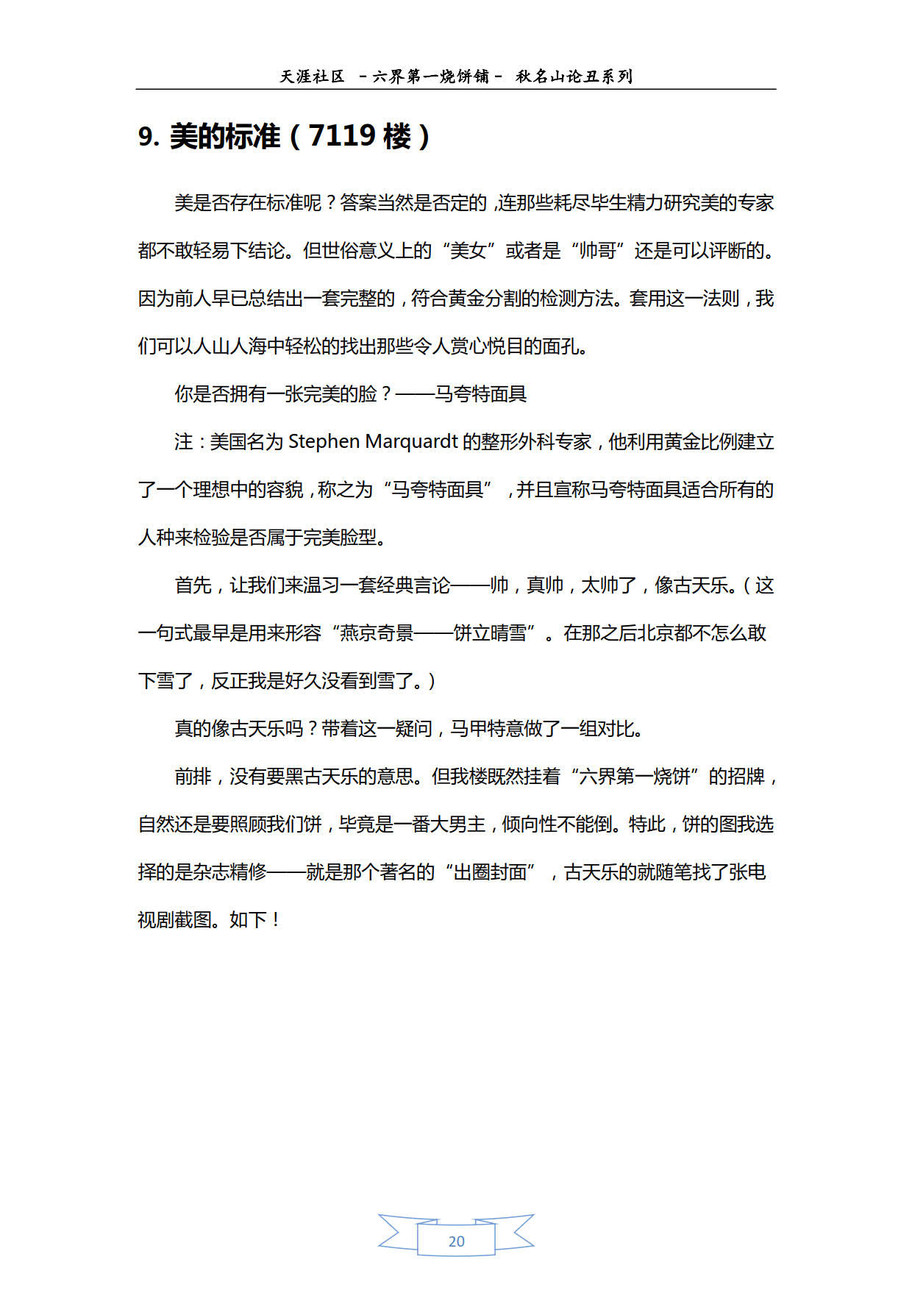 天涯社区 －六界第一烧饼铺－ 秋名山论丑系列
9. 美的标准（7119 楼）
美是否存在标准呢？答案当然是否定的，连那些耗尽毕生精力研究美的专家
都不敢轻易下结论。但世俗意义上的“美女”或者是“帅哥”还是可以评断的。
因为前人早已总结出一套完整的，符合黄金分割的检测方法。套用这一法则，我
们可以人山人海中轻松的找出那些令人赏心悦目的面孔。
你是否拥有一张完美的脸？——马夸特面具
注：美国名为 Stephen Marquardt 的整形外科专家，他利用黄金比例建立
了一个理想中的容貌，称之为“马夸特面具”，并且宣称马夸特面具适合所有的
人种来检验是否属于完美脸型。
首先，让我们来温习一套经典言论——帅，真帅，太帅了，像古天乐。（这
一句式最早是用来形容“燕京奇景——饼立晴雪”。在那之后北京都不怎么敢
下雪了，反正我是好久没看到雪了。）
真的像古天乐吗？带着这一疑问，马甲特意做了一组对比。
前排，没有要黑古天乐的意思。但我楼既然挂着“六界第一烧饼”的招牌，
自然还是要照顾我们饼，毕竟是一番大男主，倾向性不能倒。特此，饼的图我选
择的是杂志精修——就是那个著名的“出圈封面”，古天乐的就随笔找了张电
视剧截图。如下！
20